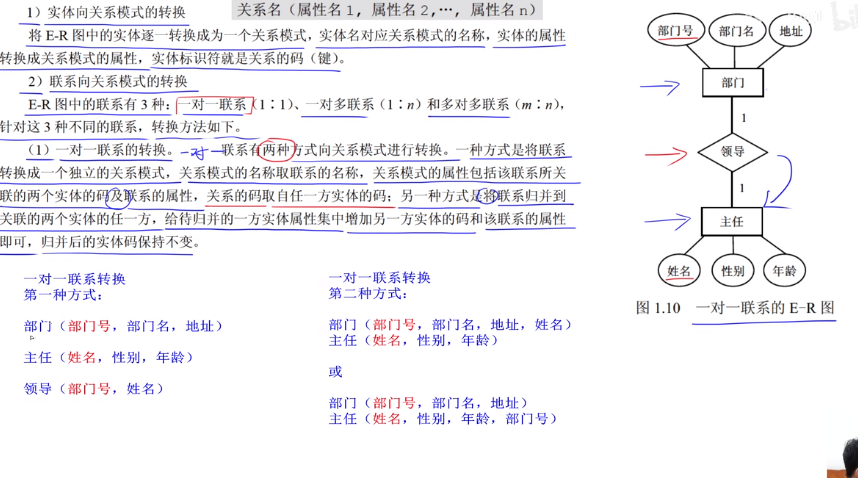 1）实体向关系模式的转换
关系名（属性名1, 属性名2,…, 属性名n）
将E-R图中的实体逐一转换成为一个关系模式，实体名对应关系模式的名称，实体的属性
转换成关系模式的属性，实体标识符就是关系的码（键）。
2）联系向关系模式的转换
E-R图中的联系有3种：一对一联系（1∶1）、一对多联系（1∶n）和多对多联系（m∶n），
针对这3种不同的联系，转换方法如下。
（1）一对一联系的转换。一对一联系有两种方式向关系模式进行转换。一种方式是将联系
转换成一个独立的关系模式，关系模式的名称取联系的名称，关系模式的属性包括该联系所关
联的两个实体的码及联系的属性，关系的码取自任一方实体的码；另一种方式是将联系归并到
关联的两个实体的任一方，给待归并的一方实体属性集中增加另一方实体的码和该联系的属性
即可，归并后的实体码保持不变。
一对一联系转换
第一种方式：
部门（部门号，部门名，地址）
主任（姓名，性别，年龄）
领导（部门号，姓名）
一对一联系转换
第二种方式：
部门（部门号，部门名，地址，姓名）
主任（姓名，性别，年龄）
或
部门（部门号，部门名，地址）
主任（姓名，性别，年龄，部门号）
部门号 部门名 地址
部门
1
领导
1
主任
姓名 性别 年龄
图 1.10 一对一联系的 E-R 图